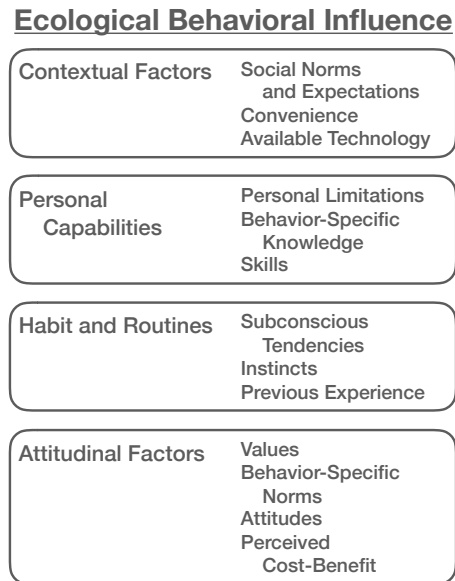 Ecological Behavioral Influence
Contextual Factors
Social Norms
and Expectations
Convenience
Available Technology
Personal
Capabilities
Personal Limitations
Behavior-Specific
Knowledge
Skills
Habit and Routines
Subconscious
Tendencies
Instincts
Previous Experience
Attitudinal Factors
Values
Behavior-Specific
Norms
Attitudes
Perceived
Cost-Benefit